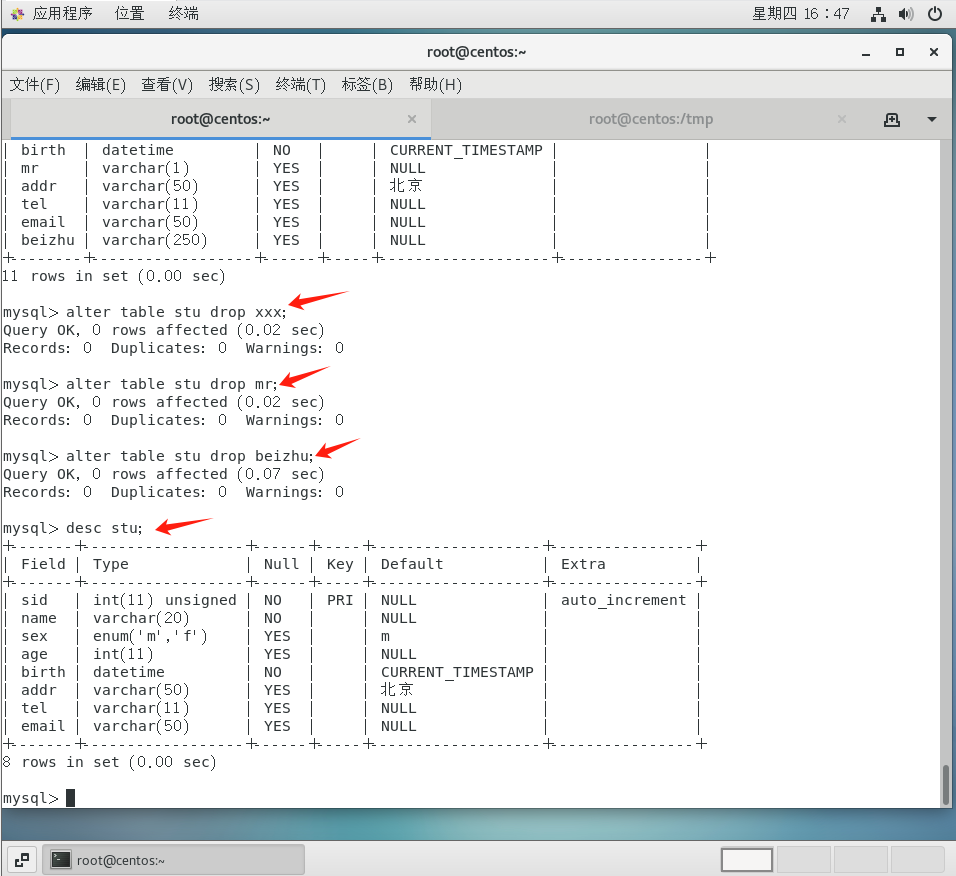 应用程序 位置 终端 星期四 16：47
root@centos:~
文件(F) 编辑(E) 查看(V) 搜索(S) 终端(T) 标签(B) 帮助(H)
root@centos:~ × root@centos:/tmp ×
| birth | datetime | NO | | CURRENT_TIMESTAMP | |
| mr | varchar(1) | YES | | NULL | |
| addr | varchar(50) | YES | | 北京 | |
| tel | varchar(11) | YES | | NULL | |
| email | varchar(50) | YES | | NULL | |
| beizhu | varchar(250) | YES | | NULL | |
+--------+------------------+------+-----+-------------------+----------------+
11 rows in set (0.00 sec)
mysql> alter table stu drop xxx;
Query OK, 0 rows affected (0.02 sec)
Records: 0 Duplicates: 0 Warnings: 0
mysql> alter table stu drop mr;
Query OK, 0 rows affected (0.02 sec)
Records: 0 Duplicates: 0 Warnings: 0
mysql> alter table stu drop beizhu;
Query OK, 0 rows affected (0.07 sec)
Records: 0 Duplicates: 0 Warnings: 0
mysql> desc stu;
+-------+------------------+------+-----+-------------------+----------------+
| Field | Type | Null | Key | Default | Extra |
+-------+------------------+------+-----+-------------------+----------------+
| sid | int(11) unsigned | NO | PRI | NULL | auto_increment |
| name | varchar(20) | NO | | NULL | |
| sex | enum('m','f') | YES | | m | |
| age | int(11) | YES | | NULL | |
| birth | datetime | NO | | CURRENT_TIMESTAMP | |
| addr | varchar(50) | YES | | 北京 | |
| tel | varchar(11) | YES | | NULL | |
| email | varchar(50) | YES | | NULL | |
+-------+------------------+------+-----+-------------------+----------------+
8 rows in set (0.00 sec)
mysql>
root@centos:~